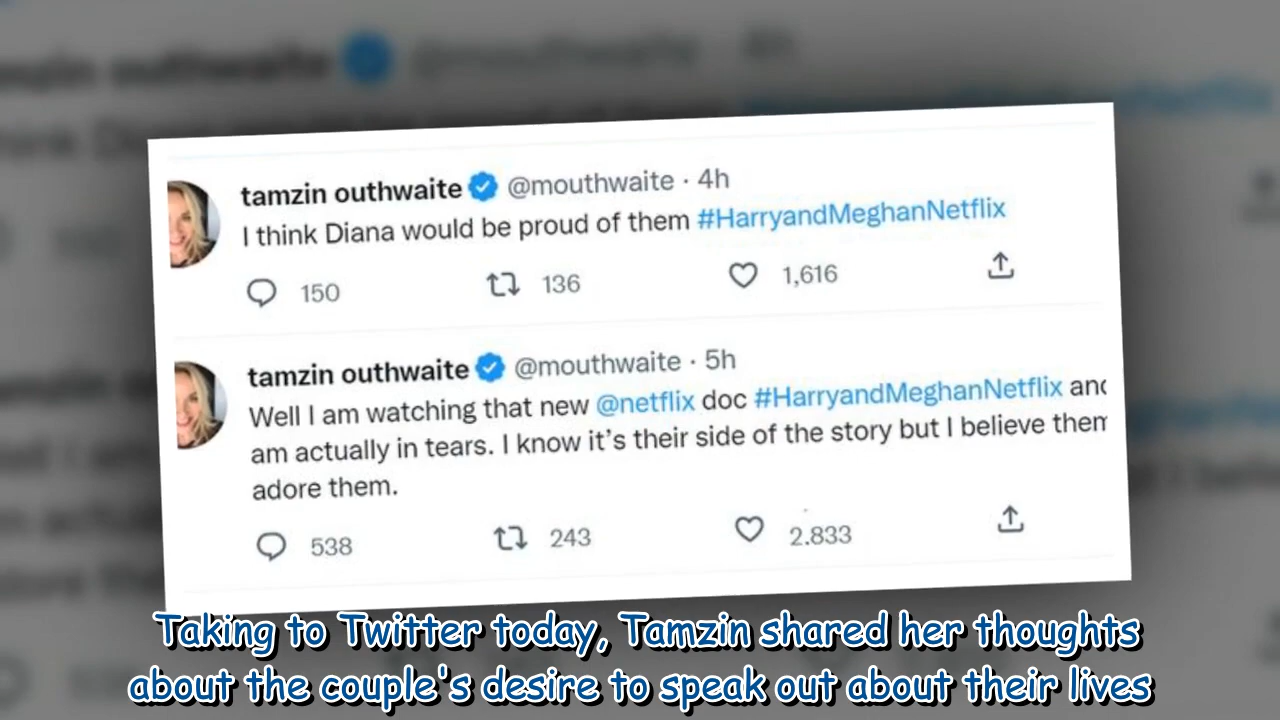 tamzin outhwaite @mouthwaite · 4h
I think Diana would be proud of them #HarryandMeghanNetflix
150 136 1,616
tamzin outhwaite @mouthwaite · 5h
Well I am watching that new @netflix doc #HarryandMeghanNetflix and
am actually in tears. I know it’s their side of the story but I believe them
adore them.
538 243 2.833
Taking to Twitter today, Tamzin shared her thoughts
about the couple's desire to speak out about their lives